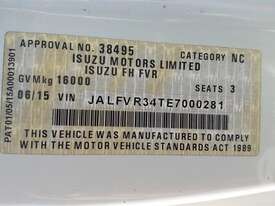 APPROVAL NO. 38495 CATEGORY NC
ISUZU MOTORS LIMITED
ISUZU FH FVR
GVMkg 16000 SEATS 3
06/15 VIN JALFVR34TE7000281
THIS VEHICLE WAS MANUFACTURED TO COMPLY
WITH THE MOTOR VEHICLE STANDARDS ACT 1989
PAT01/05/15A00013901